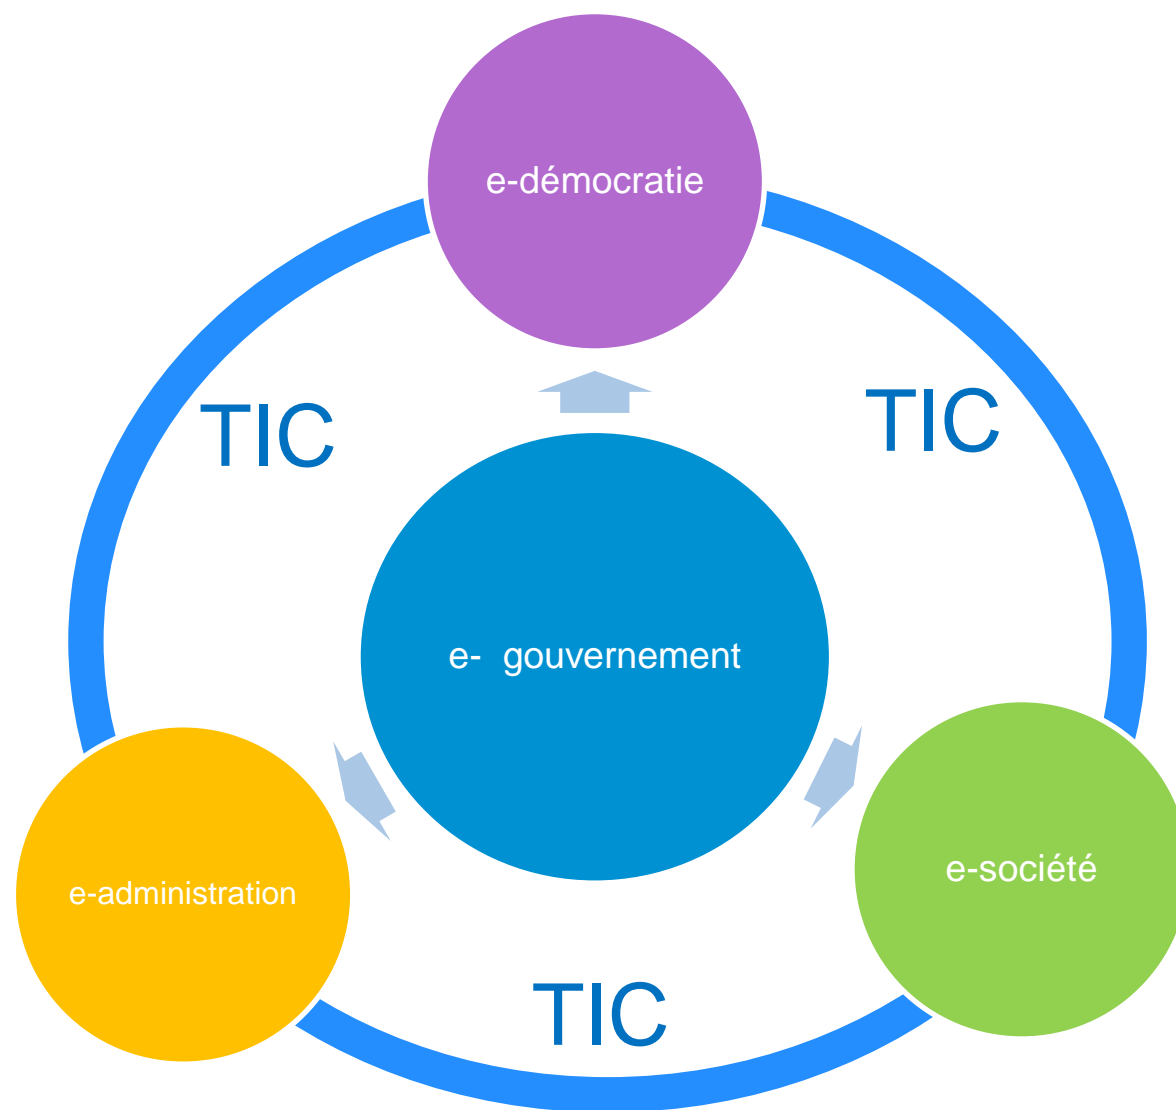 e-démocratie
TIC
TIC
e- gouvernement
e-société
e-administration
TIC